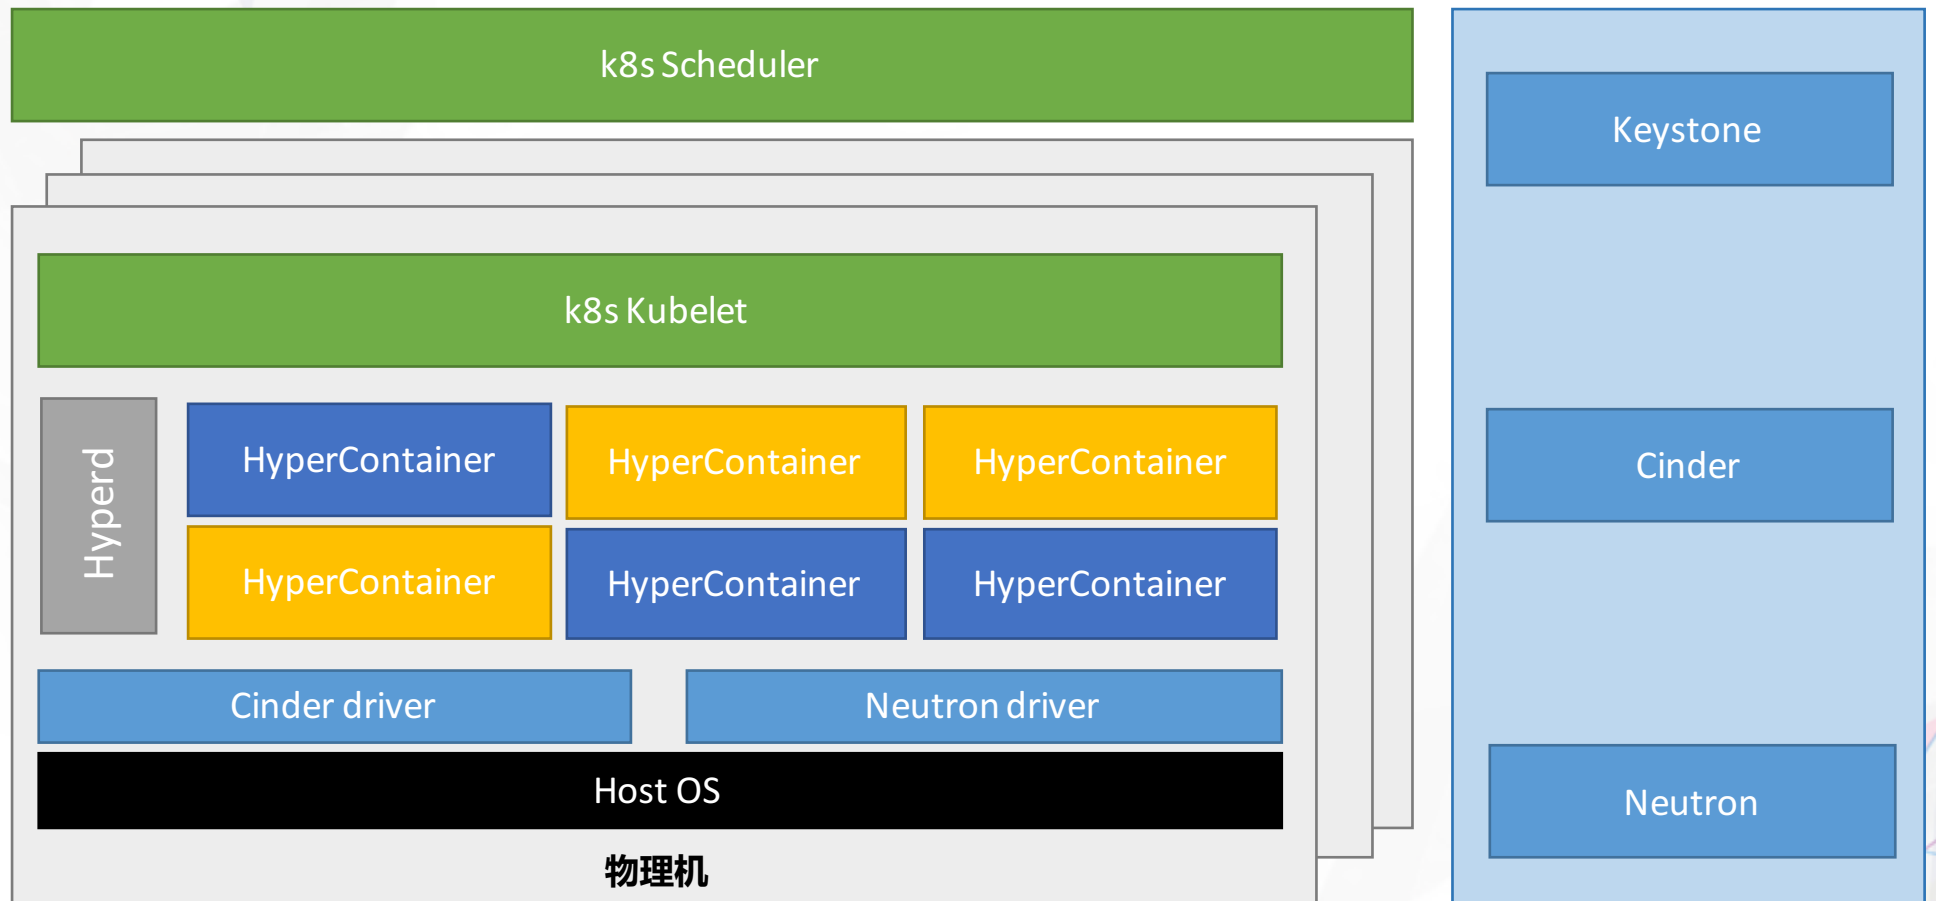 k8s Scheduler
k8s Kubelet
Hyperd
HyperContainer
HyperContainer
HyperContainer
HyperContainer
HyperContainer
HyperContainer
Cinder driver
Neutron driver
Host OS
物理机
Keystone
Cinder
Neutron